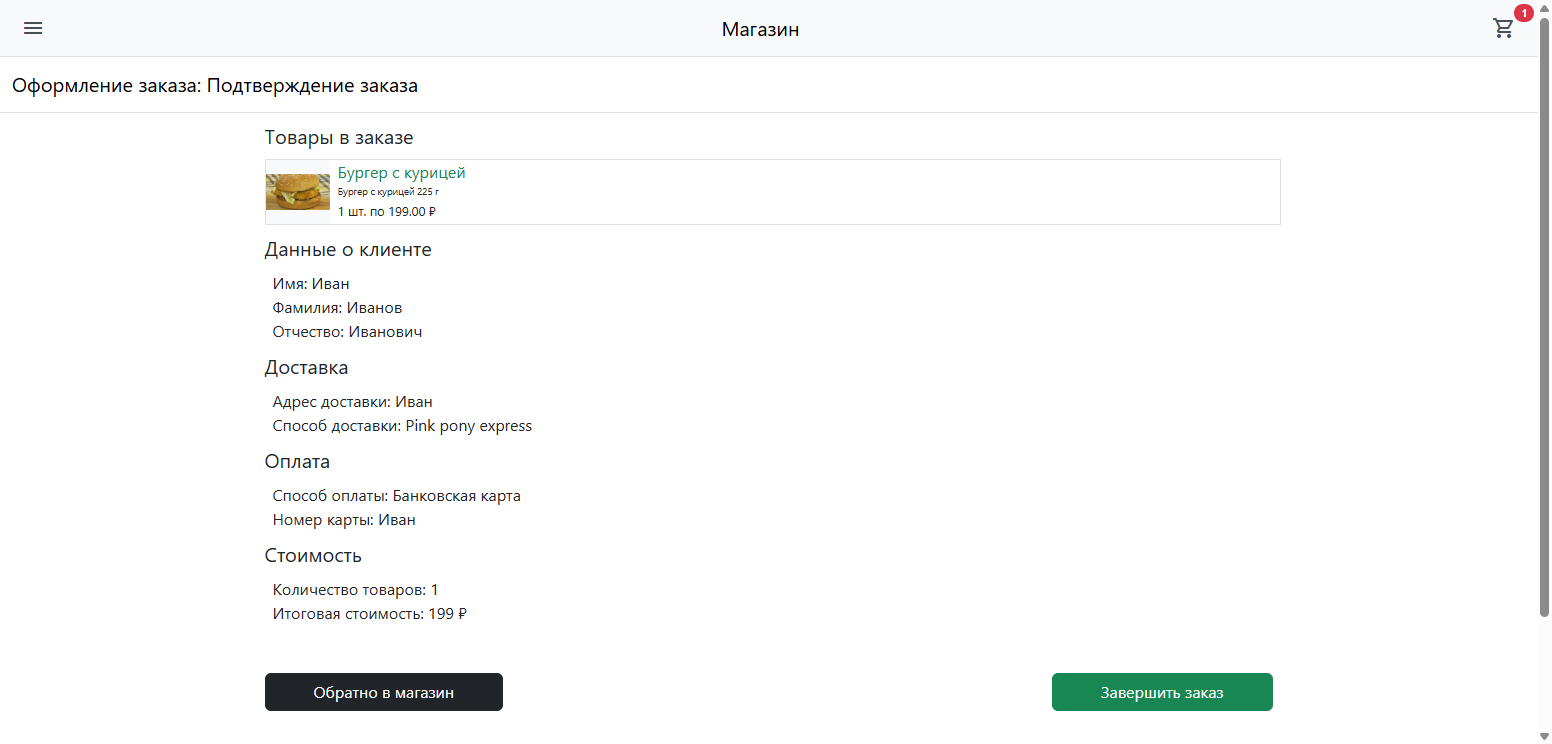 Магазин
1
Оформление заказа: Подтверждение заказа
Товары в заказе
Бургер с курицей
Бургер с курицей 225 г
1 шт. по 199.00 ₽
Данные о клиенте
Имя: Иван
Фамилия: Иванов
Отчество: Иванович
Доставка
Адрес доставки: Иван
Способ доставки: Pink pony express
Оплата
Способ оплаты: Банковская карта
Номер карты: Иван
Стоимость
Количество товаров: 1
Итоговая стоимость: 199 ₽
Обратно в магазин
Завершить заказ